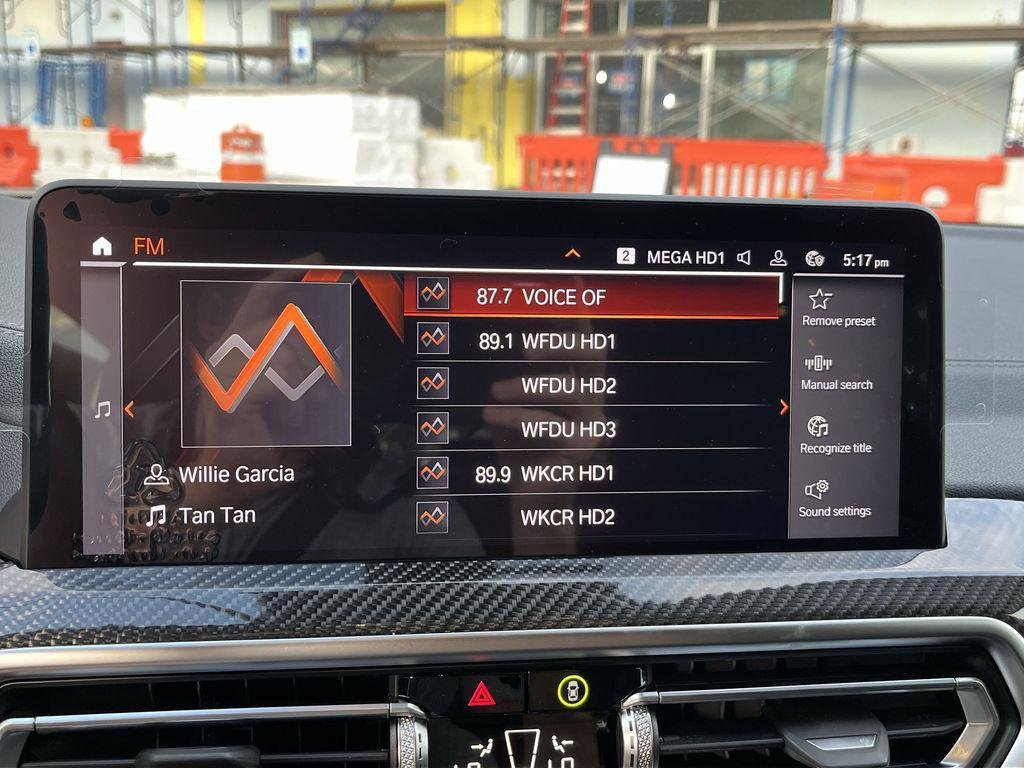 FM
2 MEGA HD1 5:17 pm
87.7 VOICE OF
89.1 WFDU HD1
WFDU HD2
WFDU HD3
89.9 WKCR HD1
WKCR HD2
Willie Garcia
Tan Tan
Remove preset
Manual search
Recognize title
Sound settings